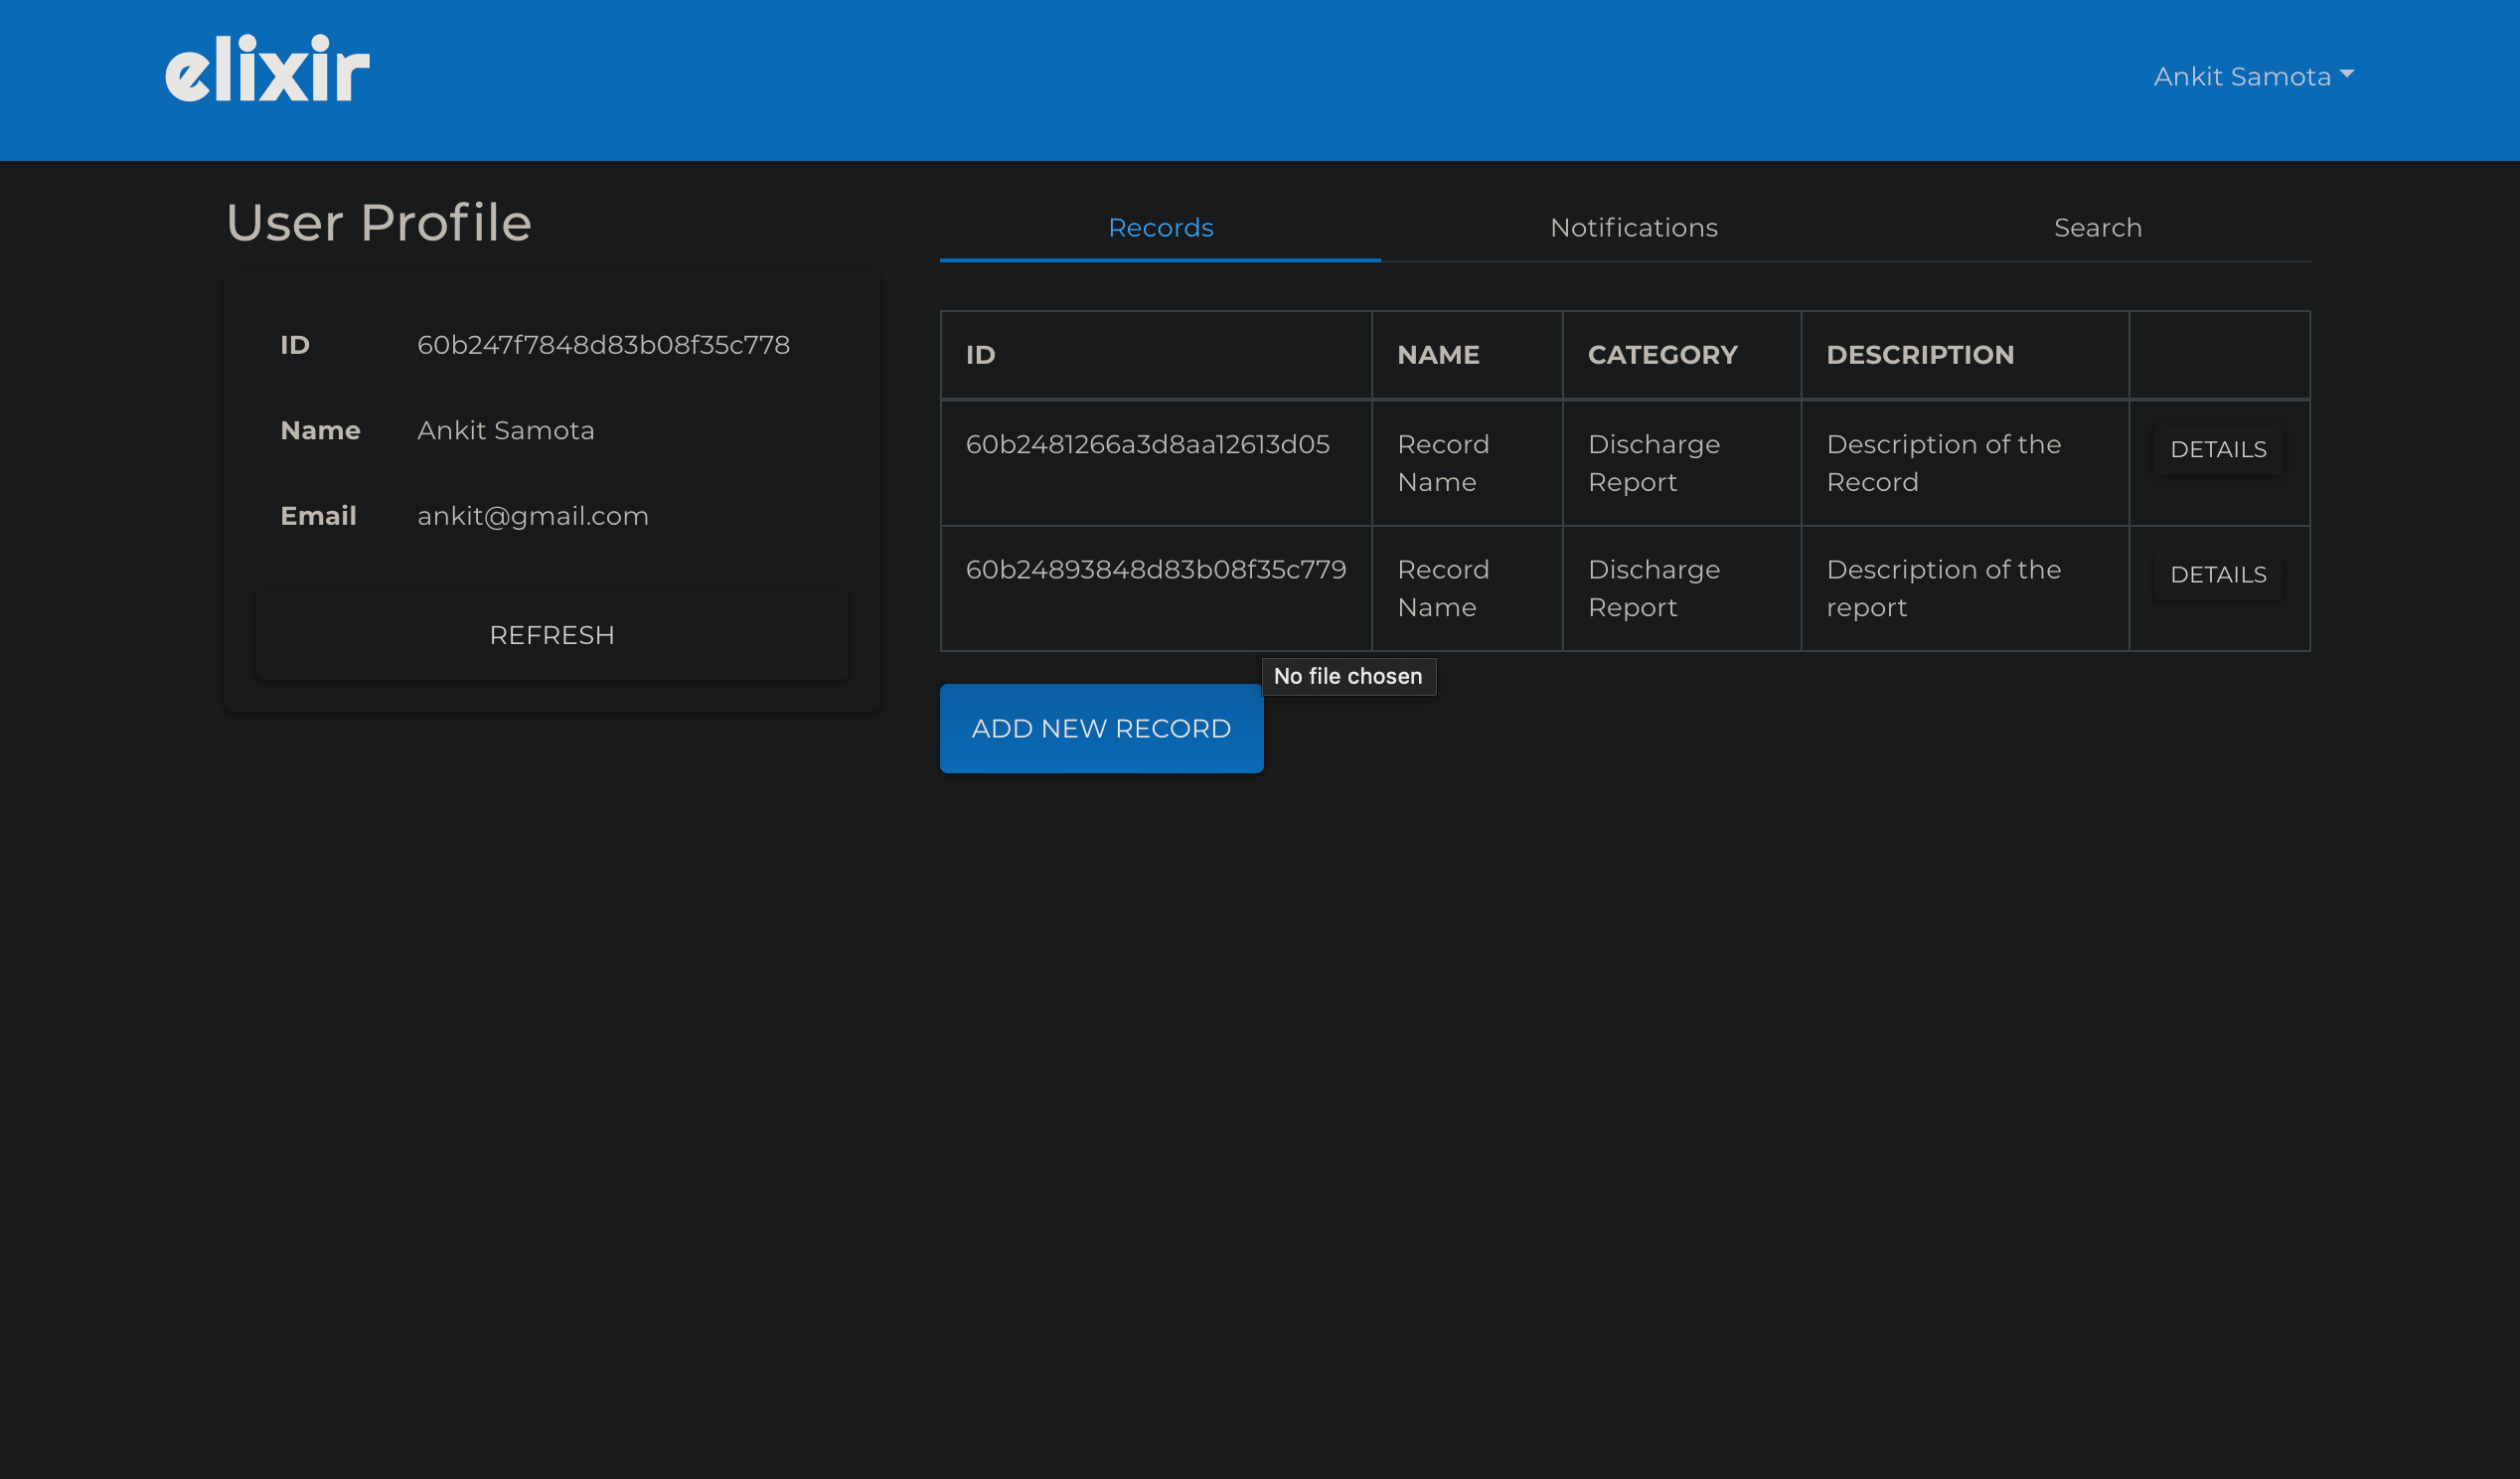 elixir
Ankit Samota
User Profile
ID 60b247f7848d83b08f35c778
Name Ankit Samota
Email ankit@gmail.com
REFRESH
Records Notifications Search
ID NAME CATEGORY DESCRIPTION
60b2481266a3d8aa12613d05 Record Discharge Description of the DETAILS
Name Report Record
60b24893848d83b08f35c779 Record Discharge Description of the DETAILS
Name Report report
No file chosen
ADD NEW RECORD